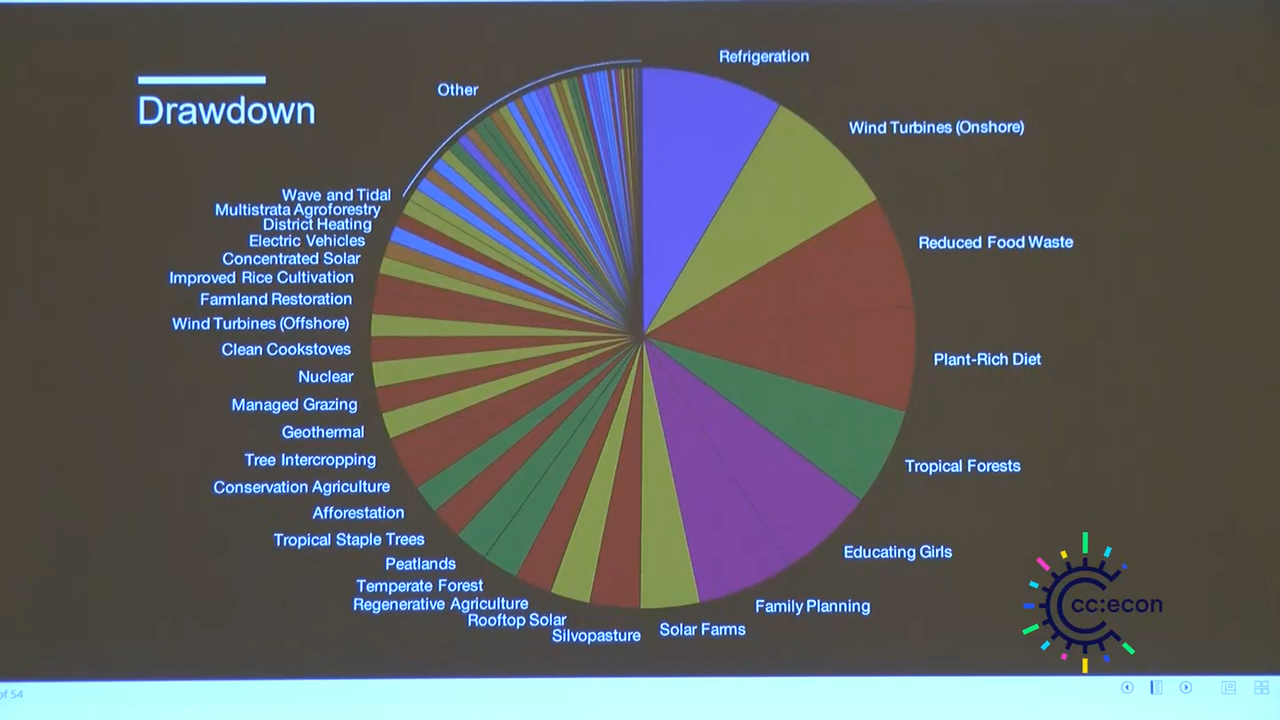 Drawdown
Other
Refrigeration
Wind Turbines (Onshore)
Reduced Food Waste
Plant-Rich Diet
Tropical Forests
Educating Girls
Family Planning
Solar Farms
Silvopasture
Rooftop Solar
Regenerative Agriculture
Temperate Forest
Peatlands
Tropical Staple Trees
Afforestation
Conservation Agriculture
Tree Intercropping
Geothermal
Managed Grazing
Nuclear
Clean Cookstoves
Wind Turbines (Offshore)
Farmland Restoration
Improved Rice Cultivation
Concentrated Solar
Electric Vehicles
District Heating
Multistrata Agroforestry
Wave and Tidal
cc:econ
of 54